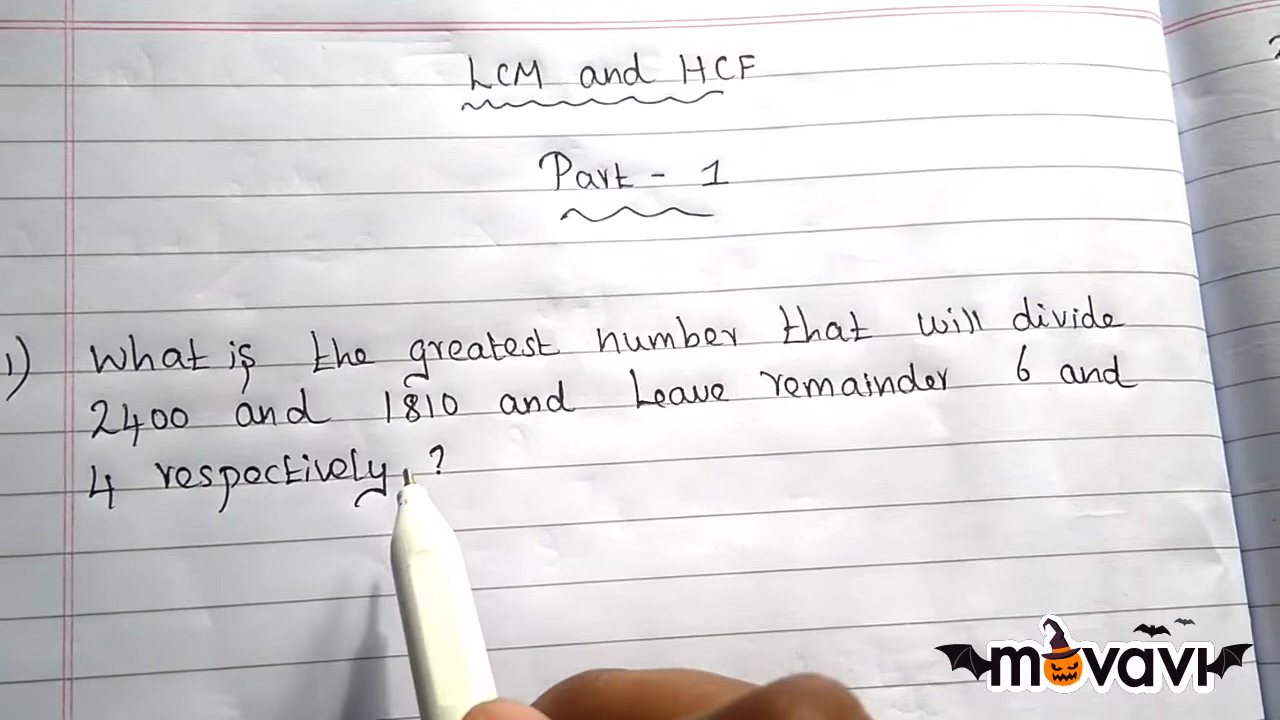 LCM and HCF
Part - 1
1) What is the greatest number that will divide
2400 and 1810 and Leave remainder 6 and
4 respectively. ?
movavi